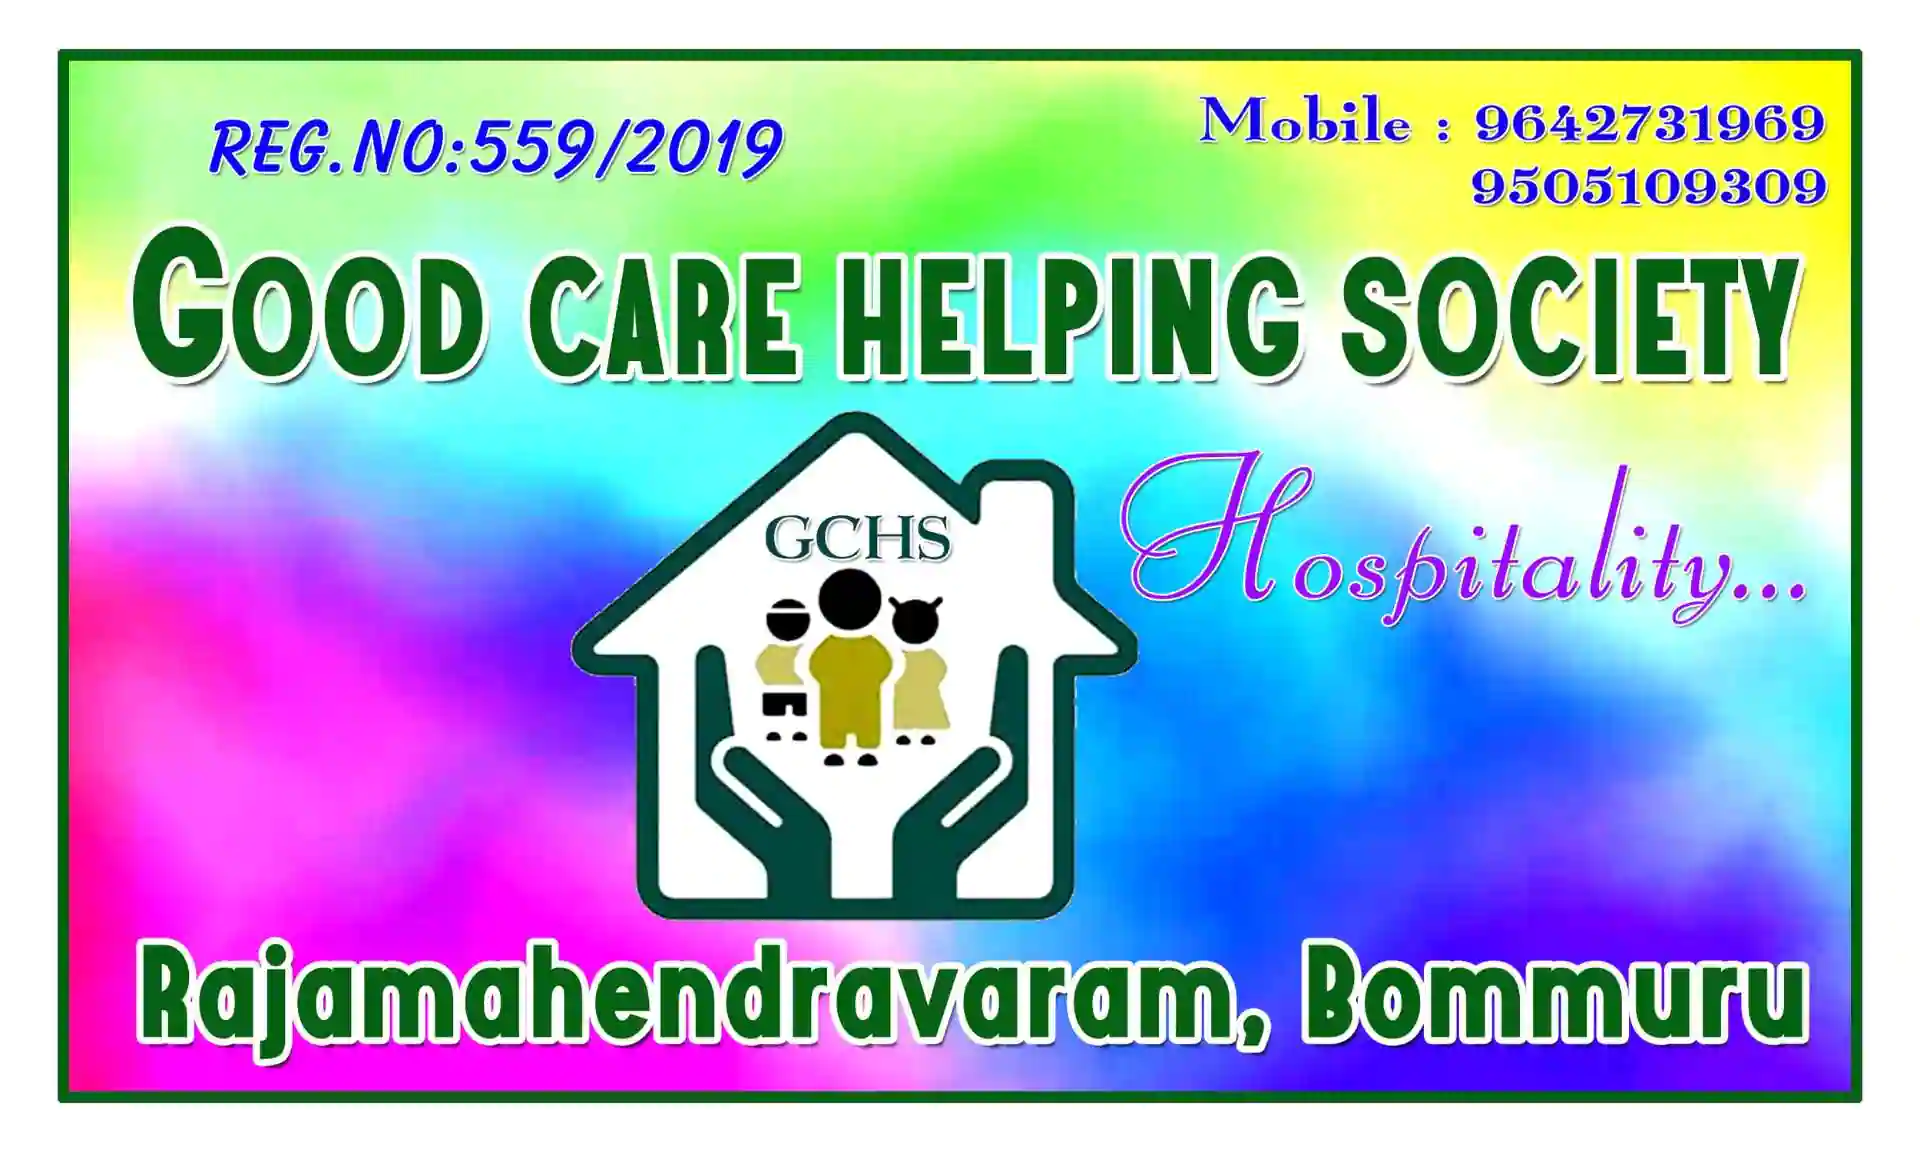 REG.NO:559/2019
Mobile : 9642731969
9505109309
GOOD CARE HELPING SOCIETY
GCHS
Hospitality...
Rajamahendravaram, Bommuru